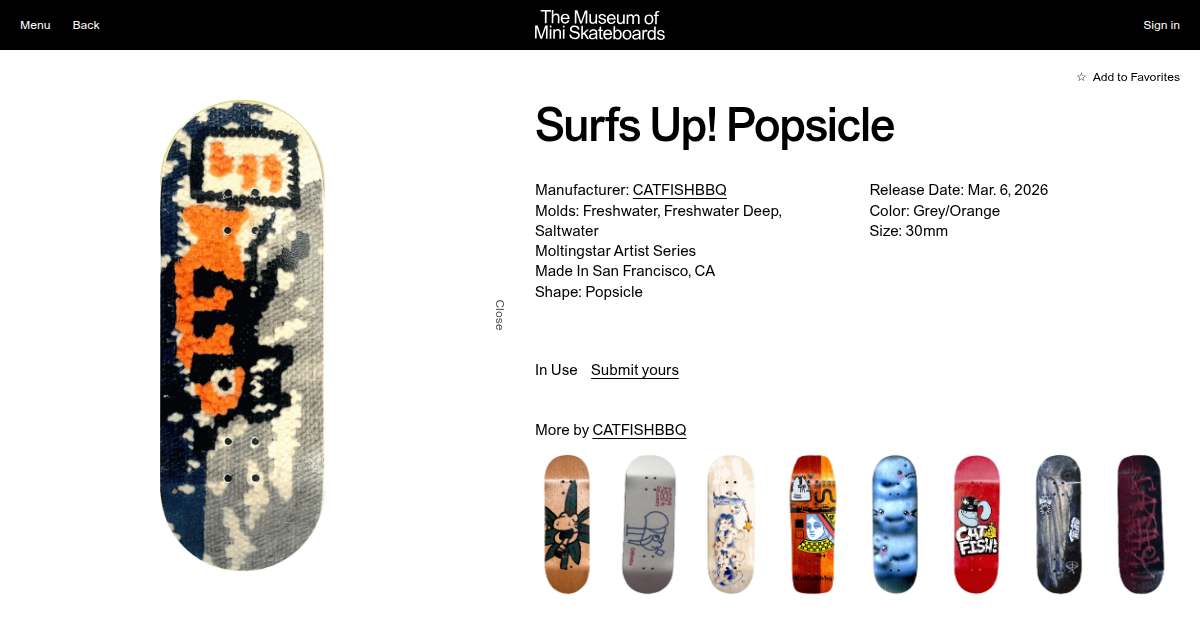 Menu
Back
The Museum of
Mini Skateboards
Sign in
☆ Add to Favorites
Surfs Up! Popsicle
Manufacturer: CATFISHBBQ
Molds: Freshwater, Freshwater Deep,
Saltwater
Moltingstar Artist Series
Made In San Francisco, CA
Shape: Popsicle
Release Date: Mar. 6, 2026
Color: Grey/Orange
Size: 30mm
Close
In Use
Submit yours
More by CATFISHBBQ
CAT
FISH!